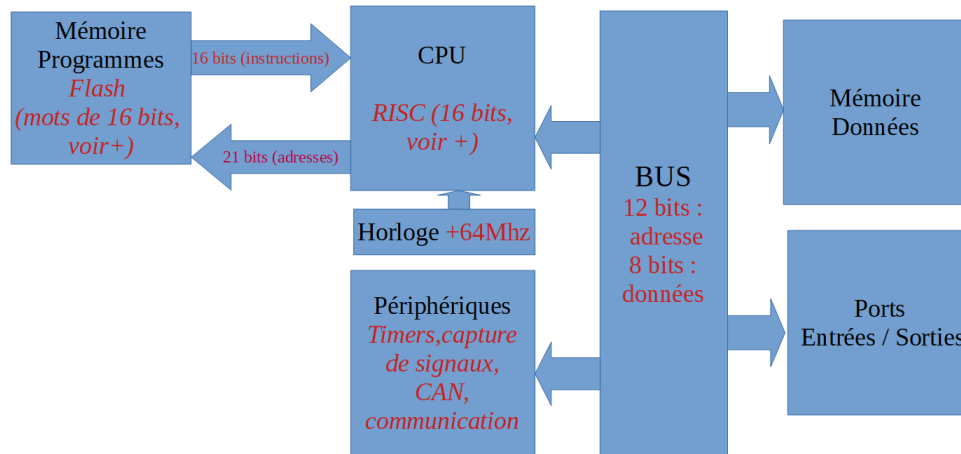 Mémoire
Programmes
Flash
(mots de 16 bits,
voir+)
16 bits (instructions)
21 bits (adresses)
CPU
RISC (16 bits,
voir +)
Horloge +64Mhz
Périphériques
Timers,capture
de signaux,
CAN,
communication
BUS
12 bits :
adresse
8 bits :
données
Mémoire
Données
Ports
Entrées / Sorties